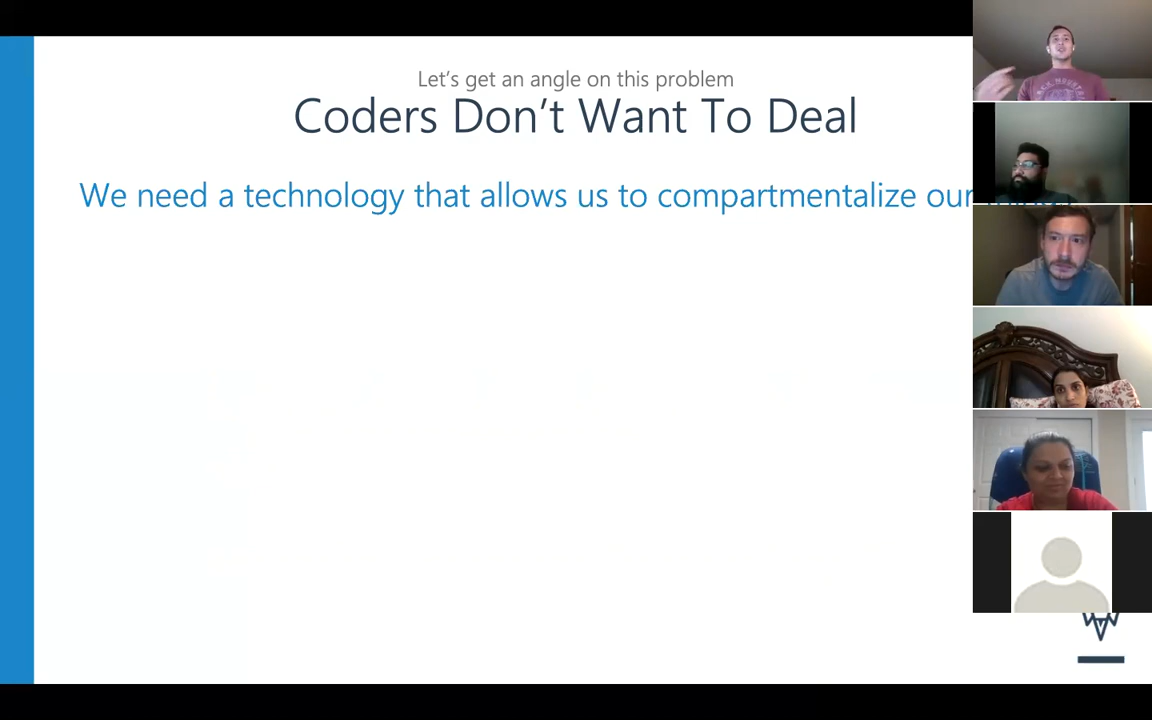 Let's get an angle on this problem
Coders Don't Want To Deal
We need a technology that allows us to compartmentalize our